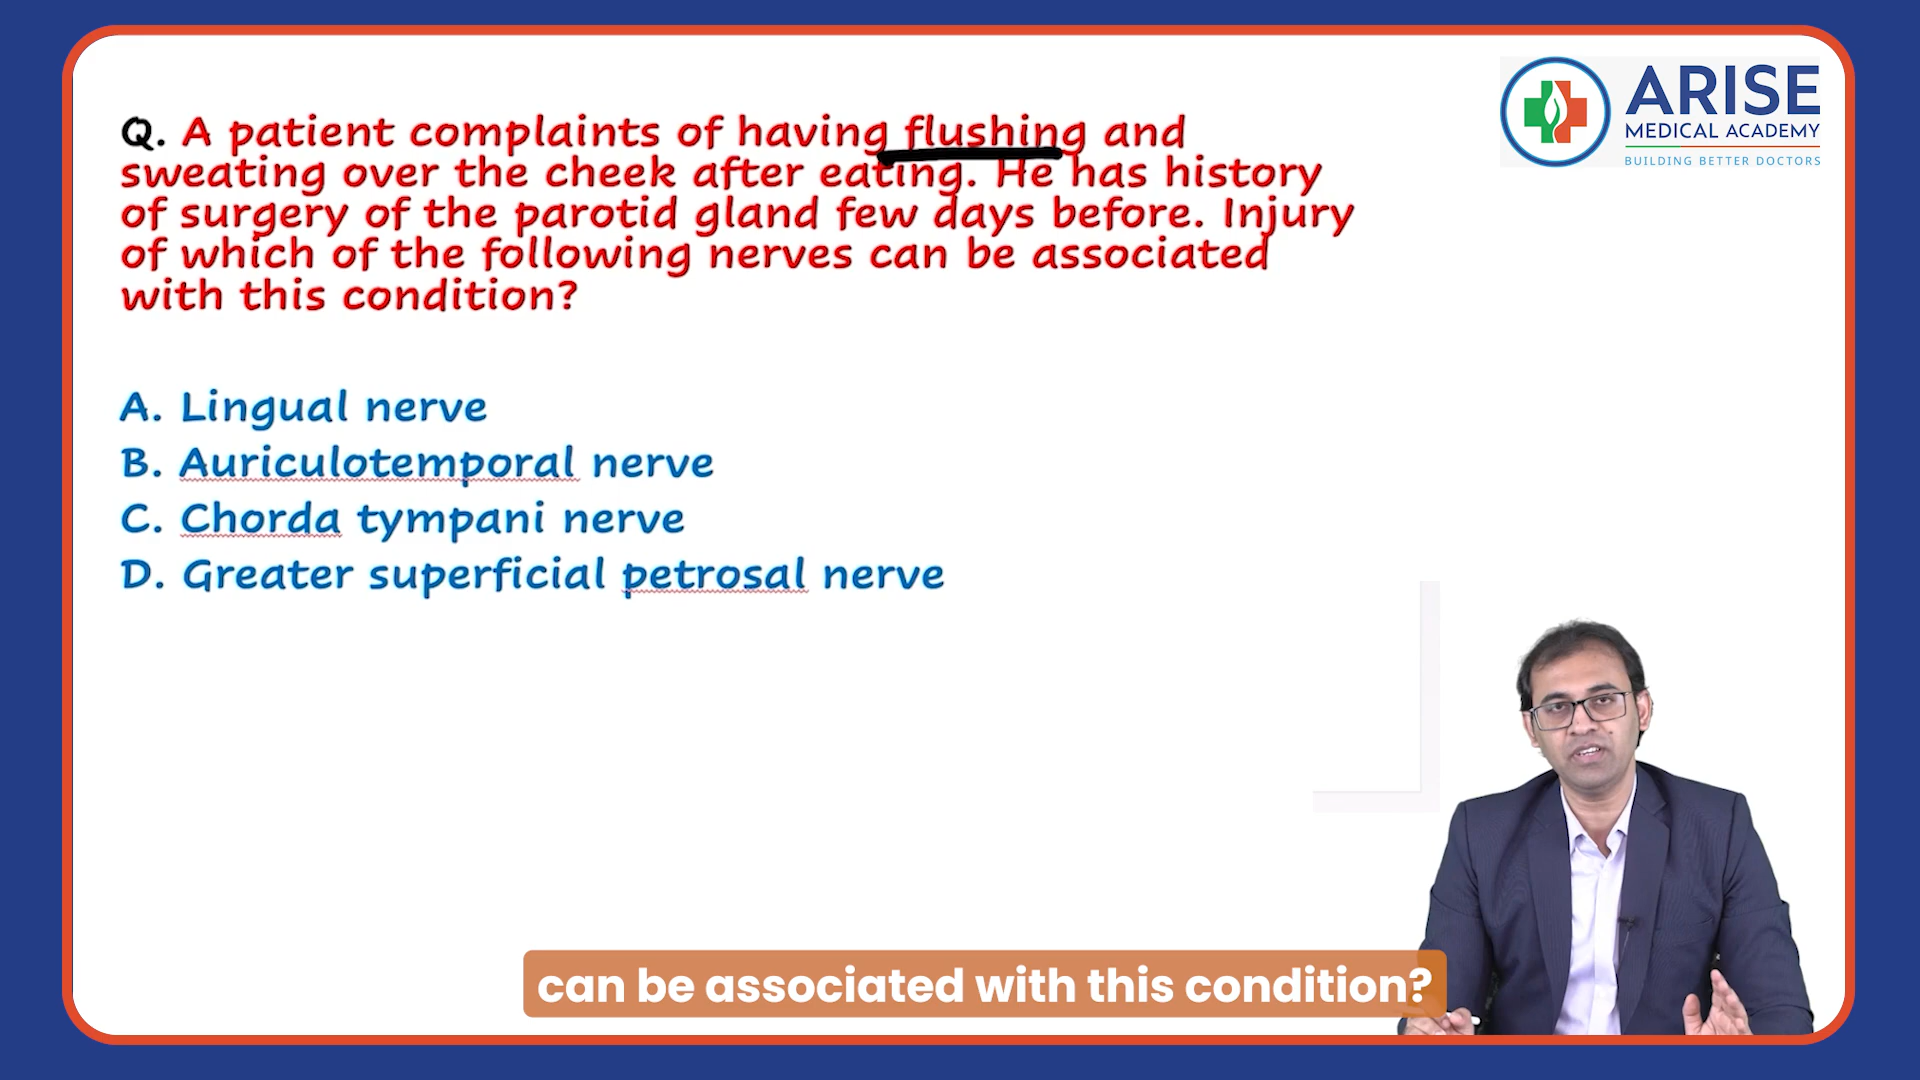 ARISE
MEDICAL ACADEMY
BUILDING BETTER DOCTORS
Q. A patient complaints of having flushing and
sweating over the cheek after eating. He has history
of surgery of the parotid gland few days before. Injury
of which of the following nerves can be associated
with this condition?
A. Lingual nerve
B. Auriculotemporal nerve
C. Chorda tympani nerve
D. Greater superficial petrosal nerve
can be associated with this condition?